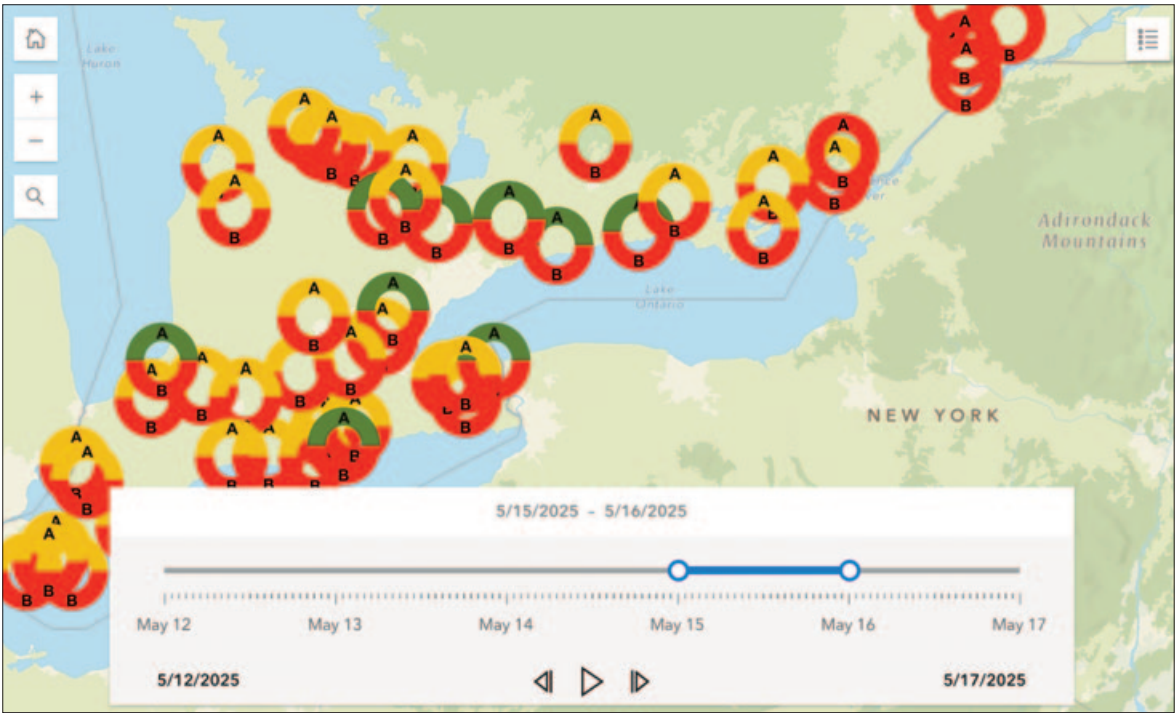 Lake
Huron
Adirondack
Mountains
Lake
Ontario
NEW YORK
5/15/2025 - 5/16/2025
May 12 May 13 May 14 May 15 May 16 May 17
5/12/2025 5/17/2025